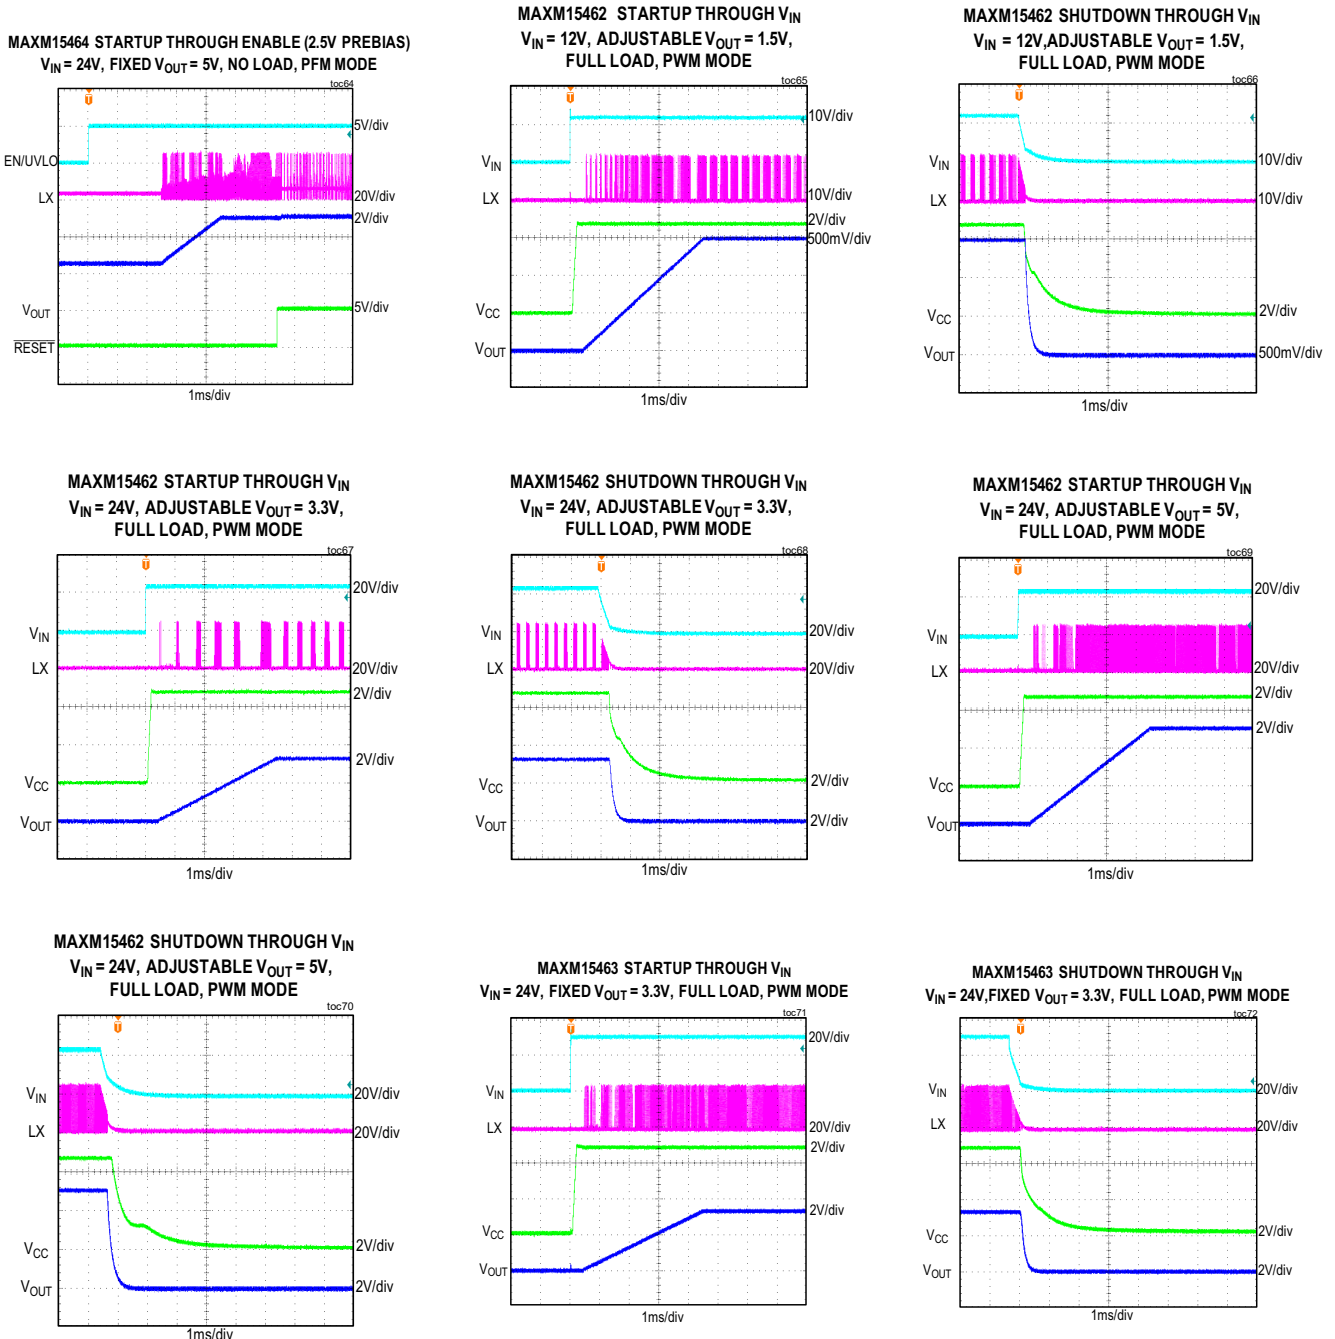 MAXM15464 STARTUP THROUGH ENABLE (2.5V PREBIAS)
VIN = 24V, FIXED VOUT = 5V, NO LOAD, PFM MODE
toc64
T
5V/div
EN/UVLO
LX
20V/div
2V/div
VOUT
5V/div
RESET
1ms/div
MAXM15462 STARTUP THROUGH VIN
VIN = 12V, ADJUSTABLE VOUT = 1.5V,
FULL LOAD, PWM MODE
toc65
T
10V/div
VIN
LX
10V/div
2V/div
500mV/div
VCC
VOUT
1ms/div
MAXM15462 SHUTDOWN THROUGH VIN
VIN = 12V,ADJUSTABLE VOUT = 1.5V,
FULL LOAD, PWM MODE
toc66
T
VIN
10V/div
LX
10V/div
VCC
2V/div
VOUT
500mV/div
1ms/div
MAXM15462 STARTUP THROUGH VIN
VIN = 24V, ADJUSTABLE VOUT = 3.3V,
FULL LOAD, PWM MODE
toc67
T
20V/div
VIN
LX
20V/div
2V/div
2V/div
VCC
VOUT
1ms/div
MAXM15462 SHUTDOWN THROUGH VIN
VIN = 24V, ADJUSTABLE VOUT = 3.3V,
FULL LOAD, PWM MODE
toc68
T
VIN
20V/div
LX
20V/div
VCC
2V/div
VOUT
2V/div
1ms/div
MAXM15462 STARTUP THROUGH VIN
VIN = 24V, ADJUSTABLE VOUT = 5V,
FULL LOAD, PWM MODE
toc69
T
20V/div
VIN
LX
20V/div
2V/div
2V/div
VCC
VOUT
1ms/div
MAXM15462 SHUTDOWN THROUGH VIN
VIN = 24V, ADJUSTABLE VOUT = 5V,
FULL LOAD, PWM MODE
toc70
T
VIN
20V/div
LX
20V/div
VCC
2V/div
VOUT
2V/div
1ms/div
MAXM15463 STARTUP THROUGH VIN
VIN = 24V, FIXED VOUT = 3.3V, FULL LOAD, PWM MODE
toc71
T
20V/div
VIN
LX
20V/div
2V/div
2V/div
VCC
VOUT
1ms/div
MAXM15463 SHUTDOWN THROUGH VIN
VIN = 24V,FIXED VOUT = 3.3V, FULL LOAD, PWM MODE
toc72
T
VIN
20V/div
LX
20V/div
VCC
2V/div
VOUT
2V/div
1ms/div